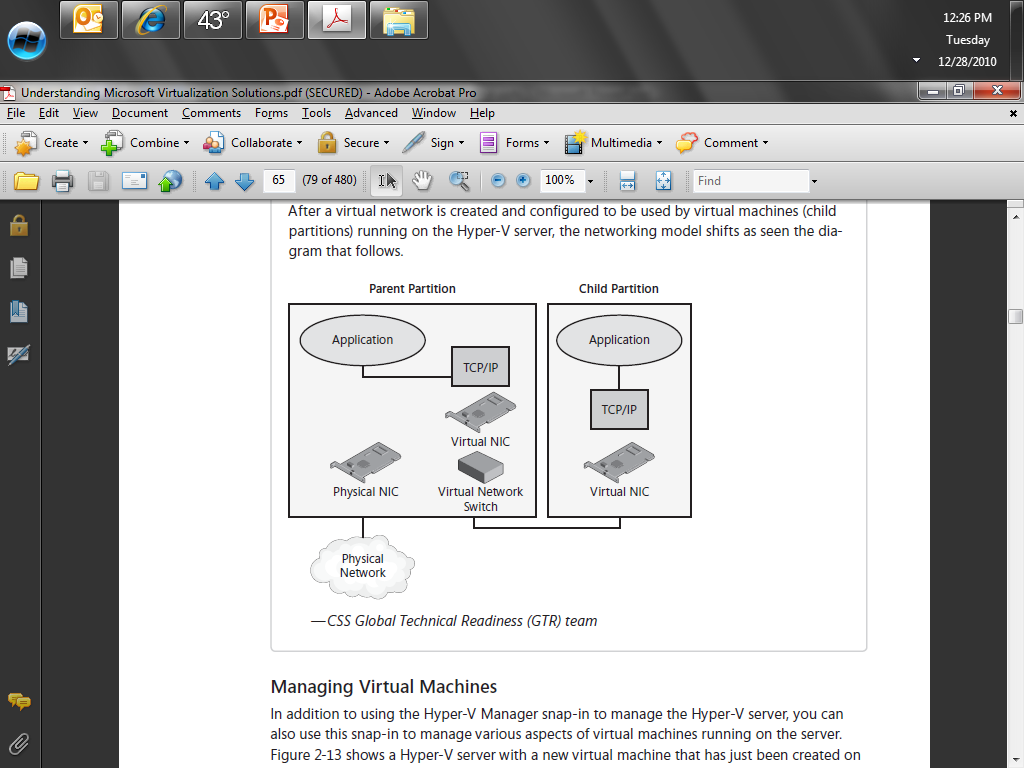 43°
12:26 PM
Tuesday
12/28/2010
Understanding Microsoft Virtualization Solutions.pdf (SECURED) - Adobe Acrobat Pro
File Edit View Document Comments Forms Tools Advanced Window Help
Create Combine Collaborate Secure Sign Forms Multimedia Comment
65 (79 of 480) 100% Find
After a virtual network is created and configured to be used by virtual machines (child
partitions) running on the Hyper-V server, the networking model shifts as seen the dia-
gram that follows.
Parent Partition
Child Partition
Application
TCP/IP
Virtual NIC
Physical NIC
Virtual Network
Switch
Application
TCP/IP
Virtual NIC
Physical
Network
—CSS Global Technical Readiness (GTR) team
Managing Virtual Machines
In addition to using the Hyper-V Manager snap-in to manage the Hyper-V server, you can
also use this snap-in to manage various aspects of virtual machines running on the server.
Figure 2-13 shows a Hyper-V server with a new virtual machine that has just been created on